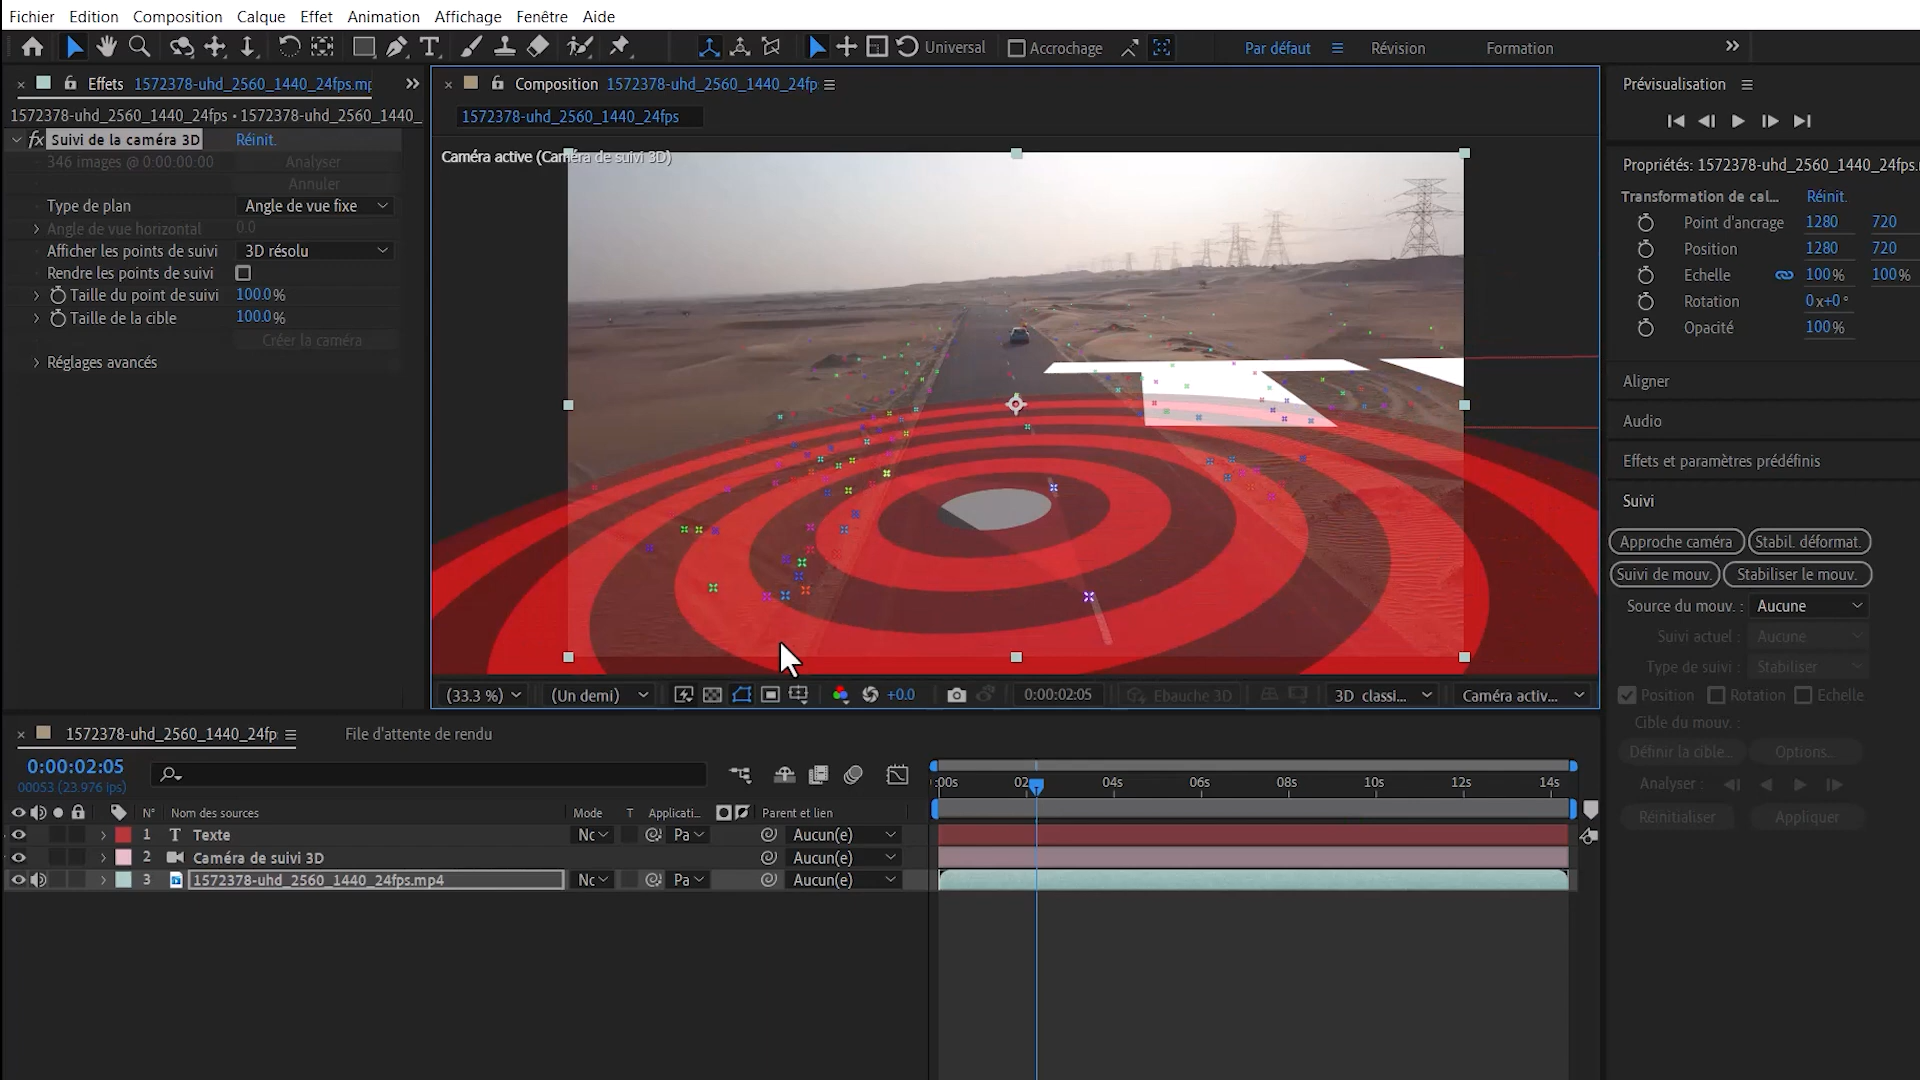 Fichier Edition Composition Calque Effet Animation Affichage Fenêtre Aide
Universal Accrochage Par défaut Révision Formation
Effets 1572378-uhd_2560_1440_24fps.mp
Composition 1572378-uhd_2560_1440_24fp
Prévisualisation
1572378-uhd_2560_1440_24fps • 1572378-uhd_2560_1440_
1572378-uhd_2560_1440_24fps
Suivi de la caméra 3D Réinit.
346 images @ 0:00:00:00 Analyser
Annuler
Type de plan Angle de vue fixe
Angle de vue horizontal 0.0
Afficher les points de suivi 3D résolu
Rendre les points de suivi
Taille du point de suivi 100.0%
Taille de la cible 100.0%
Créer la caméra
Réglages avancés
Caméra active (Caméra de suivi 3D)
Propriétés: 1572378-uhd_2560_1440_24fps.
Transformation de cal... Réinit.
Point d'ancrage 1280 720
Position 1280 720
Echelle 100% 100%
Rotation 0x+0°
Opacité 100%
Aligner
Audio
Effets et paramètres prédéfinis
Suivi
Approche caméra Stabil. déformat.
Suivi de mouv. Stabiliser le mouv.
Source du mouv. : Aucune
Suivi actuel : Aucune
Type de suivi : Stabiliser
Position Rotation Echelle
Cible du mouv. :
Définir la cible... Options...
Analyser :
Réinitialiser Appliquer
(33.3 %) (Un demi) +0.0 0:00:02:05 Ebauche 3D 3D classi... Caméra activ...
1572378-uhd_2560_1440_24fp File d'attente de rendu
0:00:02:05
00053 (23.976 ips)
:00s 02 04s 06s 08s 10s 12s 14s
N° Nom des sources Mode T Applicati... Parent et lien
1 T Texte Nc Pa Aucun(e)
2 Caméra de suivi 3D Aucun(e)
3 1572378-uhd_2560_1440_24fps.mp4 Nc Pa Aucun(e)